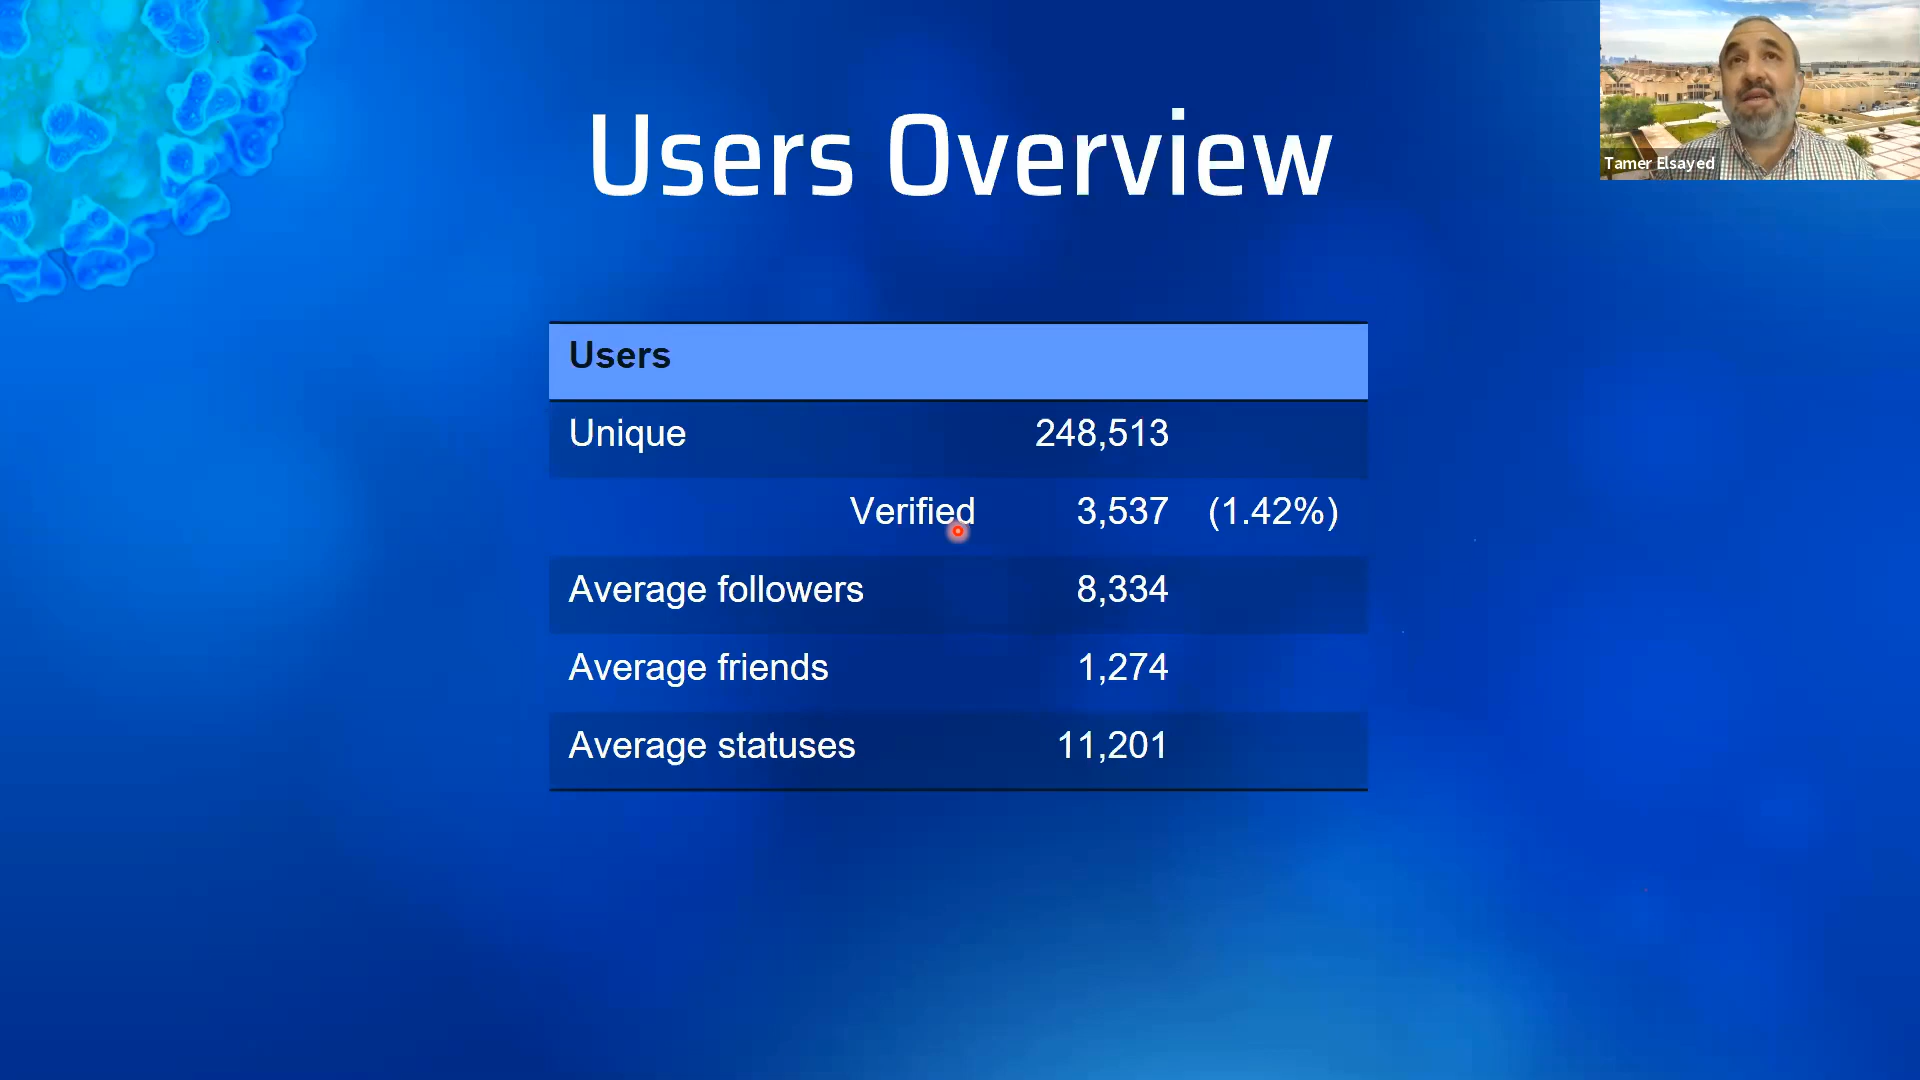 Users Overview
Tamer Elsayed
Users
Unique 248,513
Verified 3,537 (1.42%)
Average followers 8,334
Average friends 1,274
Average statuses 11,201